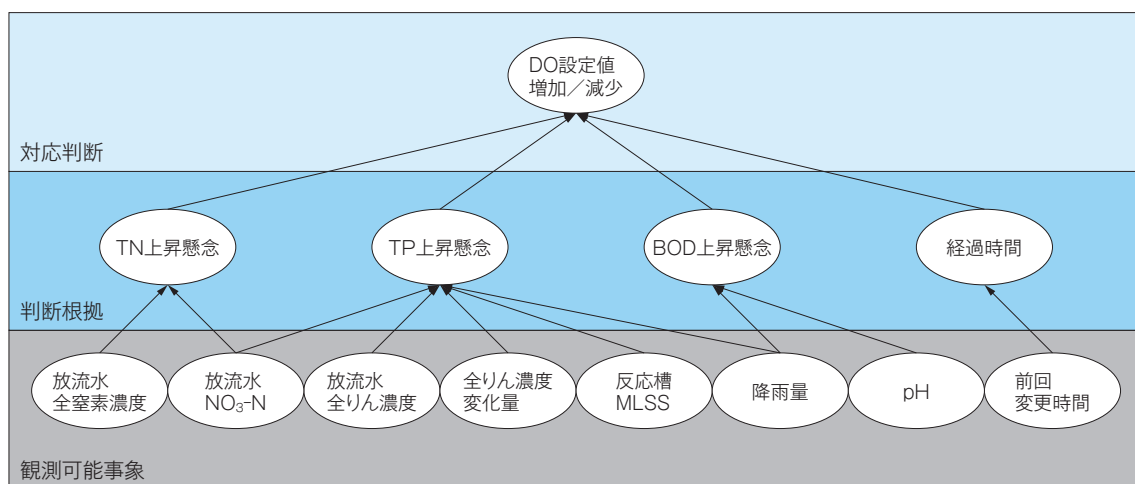 DO設定値
増加／減少
対応判断
TN上昇懸念
TP上昇懸念
BOD上昇懸念
経過時間
判断根拠
放流水
全窒素濃度
放流水
NO₃-N
放流水
全りん濃度
全りん濃度
変化量
反応槽
MLSS
降雨量
pH
前回
変更時間
観測可能事象